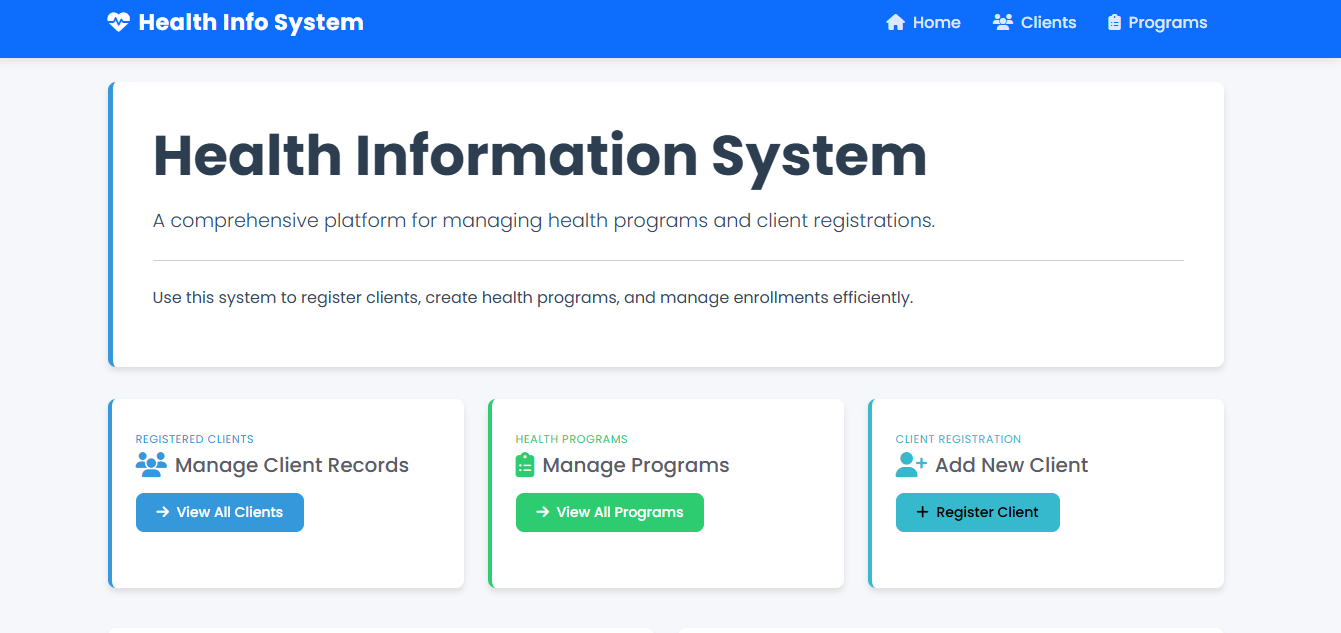 Health Info System
Home
Clients
Programs
Health Information System
A comprehensive platform for managing health programs and client registrations.
Use this system to register clients, create health programs, and manage enrollments efficiently.
REGISTERED CLIENTS
Manage Client Records
View All Clients
HEALTH PROGRAMS
Manage Programs
View All Programs
CLIENT REGISTRATION
Add New Client
Register Client